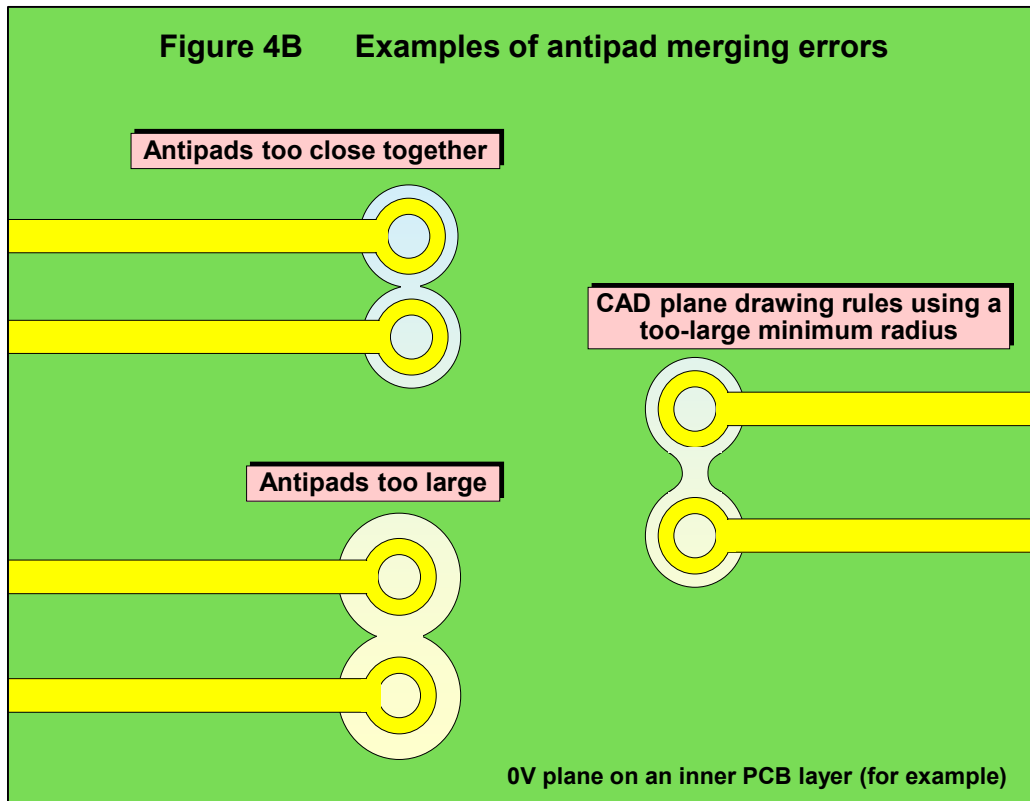 Figure 4B Examples of antipad merging errors
Antipads too close together
CAD plane drawing rules using a
too-large minimum radius
Antipads too large
0V plane on an inner PCB layer (for example)